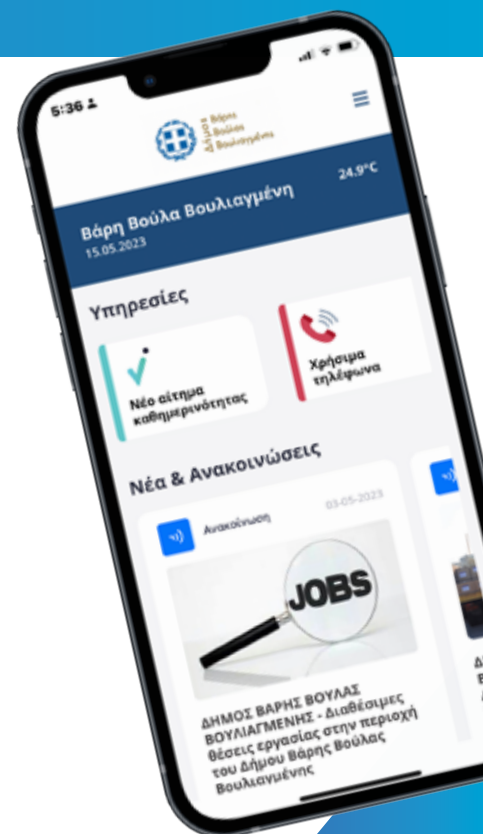 5:36
Δήμος
Βάρης
Βούλας
Βουλιαγμένης
Βάρη Βούλα Βουλιαγμένη
24.9°C
15.05.2023
Υπηρεσίες
Νέο αίτημα
καθημερινότητας
Χρήσιμα
τηλέφωνα
Νέα & Ανακοινώσεις
Ανακοίνωση
03-05-2023
JOBS
ΔΗΜΟΣ ΒΑΡΗΣ ΒΟΥΛΑΣ
ΒΟΥΛΙΑΓΜΕΝΗΣ - Διαθέσιμες
θέσεις εργασίας στην περιοχή
του Δήμου Βάρης Βούλας
Βουλιαγμένης